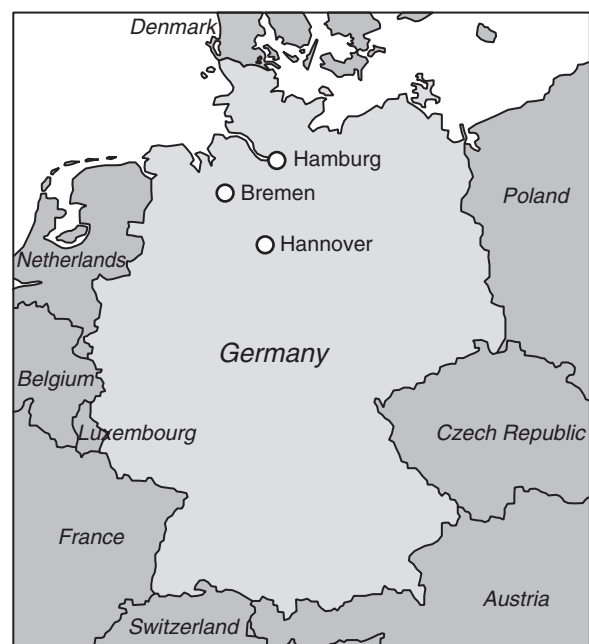 Denmark
Hamburg
Bremen
Poland
Hannover
Netherlands
Germany
Belgium
Luxembourg
Czech Republic
France
Austria
Switzerland